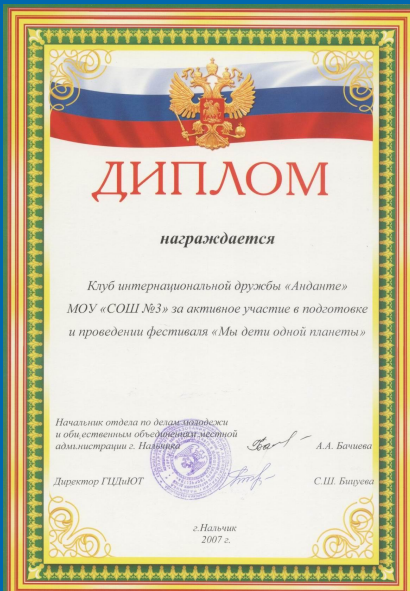 ДИПЛОМ
награждается
Клуб интернациональной дружбы «Анданте»
МОУ «СОШ №3» за активное участие в подготовке
и проведении фестиваля «Мы дети одной планеты»
Начальник отдела по делам молодежи
и общественным объединениям местной
администрации г. Нальчика А.А. Бачиева
Директор ГЦДиЮТ С.Ш. Бицуева
г.Нальчик
2007 г.